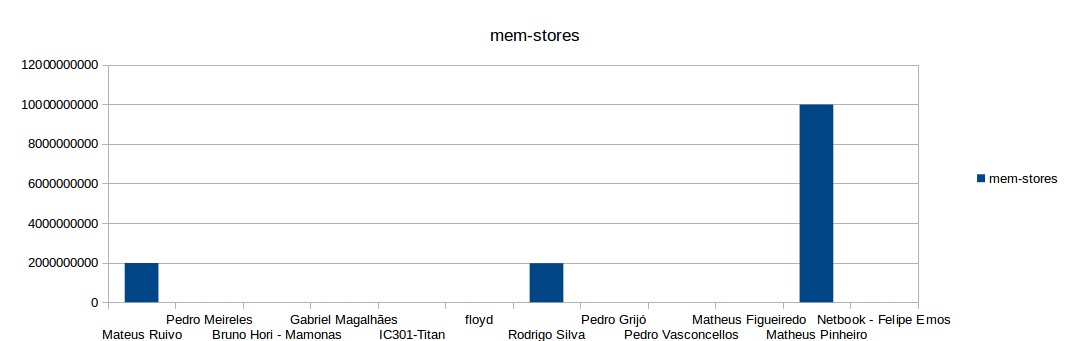 mem-stores
12000000000
10000000000
8000000000
6000000000
4000000000
2000000000
0
mem-stores
Pedro Meireles Gabriel Magalhães floyd Pedro Grijó Matheus Figueiredo Netbook - Felipe Emos
Mateus Ruivo Bruno Hori - Mamonas IC301-Titan Rodrigo Silva Pedro Vasconcellos Matheus Pinheiro